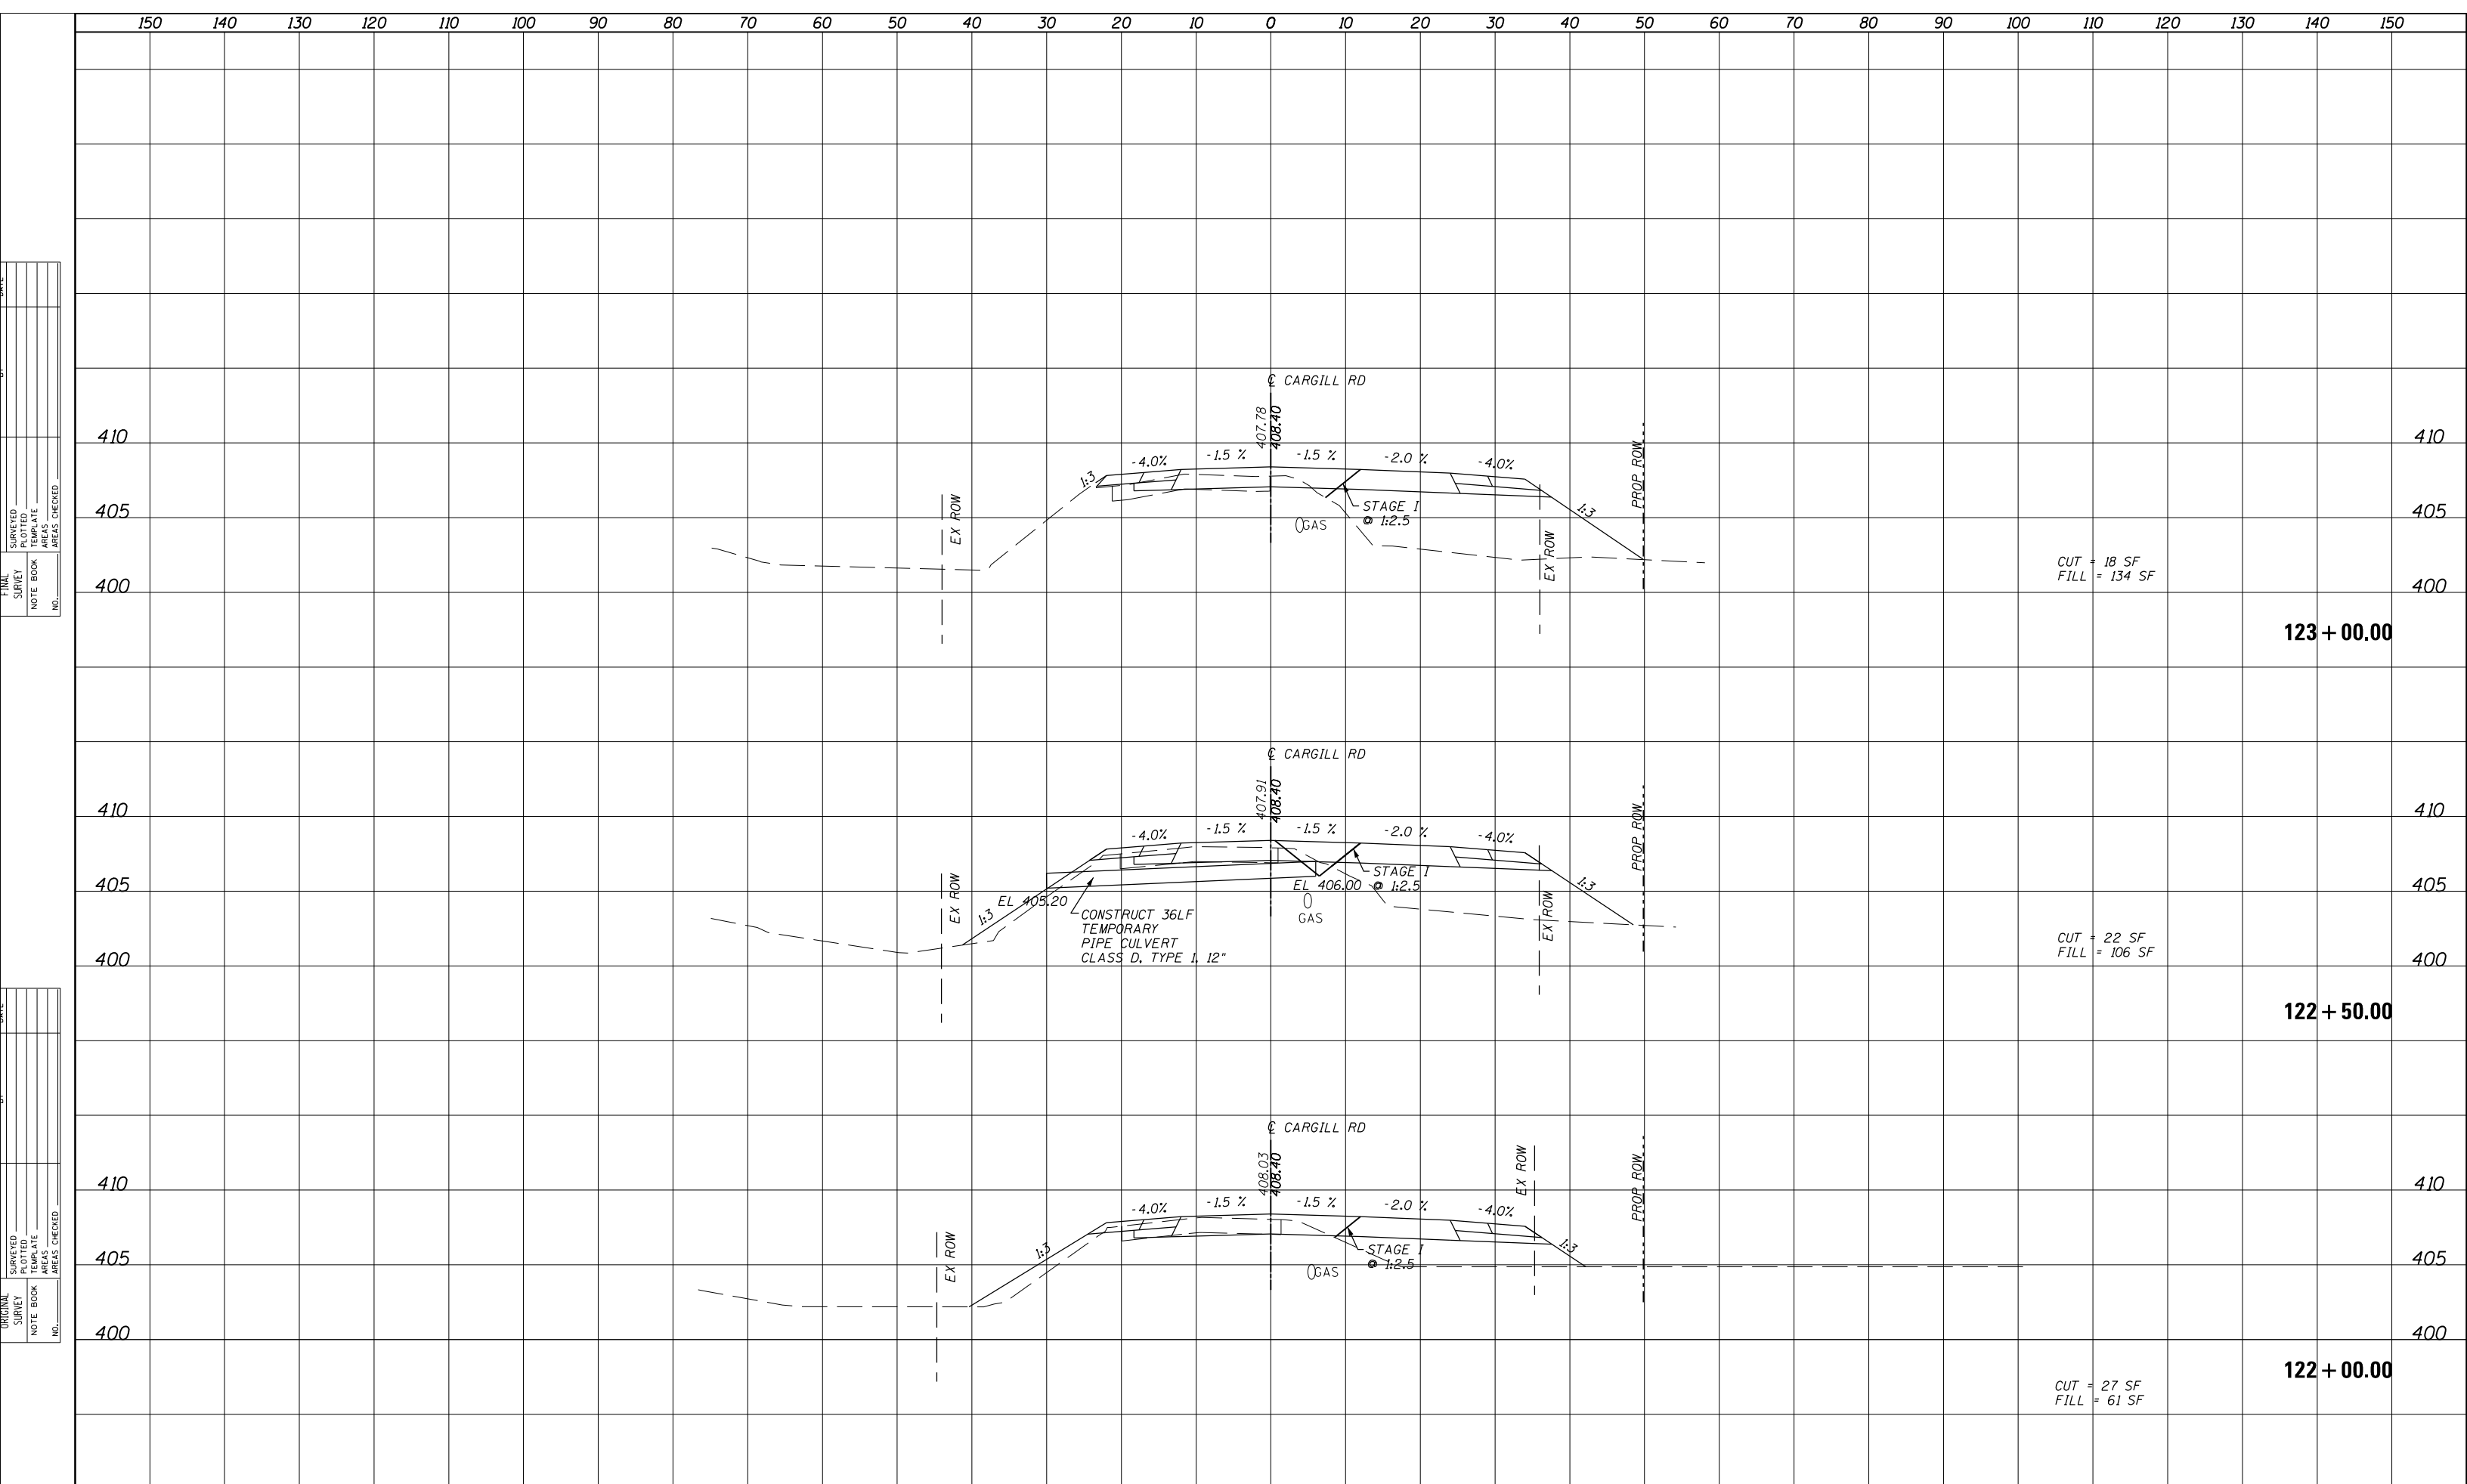 150 140 130 120 110 100 90 80 70 60 50 40 30 20 10 0 10 20 30 40 50 60 70 80 90 100 110 120 130 140 150
℄ CARGILL RD
407.78
408.40
410
410
-4.0%
-1.5 %
-1.5 %
-2.0 %
-4.0%
1:3
1:3
PROP ROW
EX ROW
EX ROW
STAGE I
@ 1:2.5
GAS
405
405
CUT = 18 SF
FILL = 134 SF
400
400
123+00.00
℄ CARGILL RD
407.91
408.40
410
410
-4.0%
-1.5 %
-1.5 %
-2.0 %
-4.0%
1:3
1:3
PROP ROW
EX ROW
EX ROW
STAGE I
@ 1:2.5
EL 406.00
EL 405.20
GAS
405
405
CONSTRUCT 36LF
TEMPORARY
PIPE CULVERT
CLASS D, TYPE 1, 12"
CUT = 22 SF
FILL = 106 SF
400
400
122+50.00
℄ CARGILL RD
408.03
408.40
410
410
-4.0%
-1.5 %
-1.5 %
-2.0 %
-4.0%
1:3
1:3
EX ROW
EX ROW
PROP ROW
STAGE I
@ 1:2.5
GAS
405
405
400
400
122+00.00
CUT = 27 SF
FILL = 61 SF
FINAL
SURVEY
NOTE BOOK
NO.
SURVEYED
PLOTTED
TEMPLATE
AREAS
AREAS CHECKED
ORIGINAL
SURVEY
NOTE BOOK
NO.
SURVEYED
PLOTTED
TEMPLATE
AREAS
AREAS CHECKED